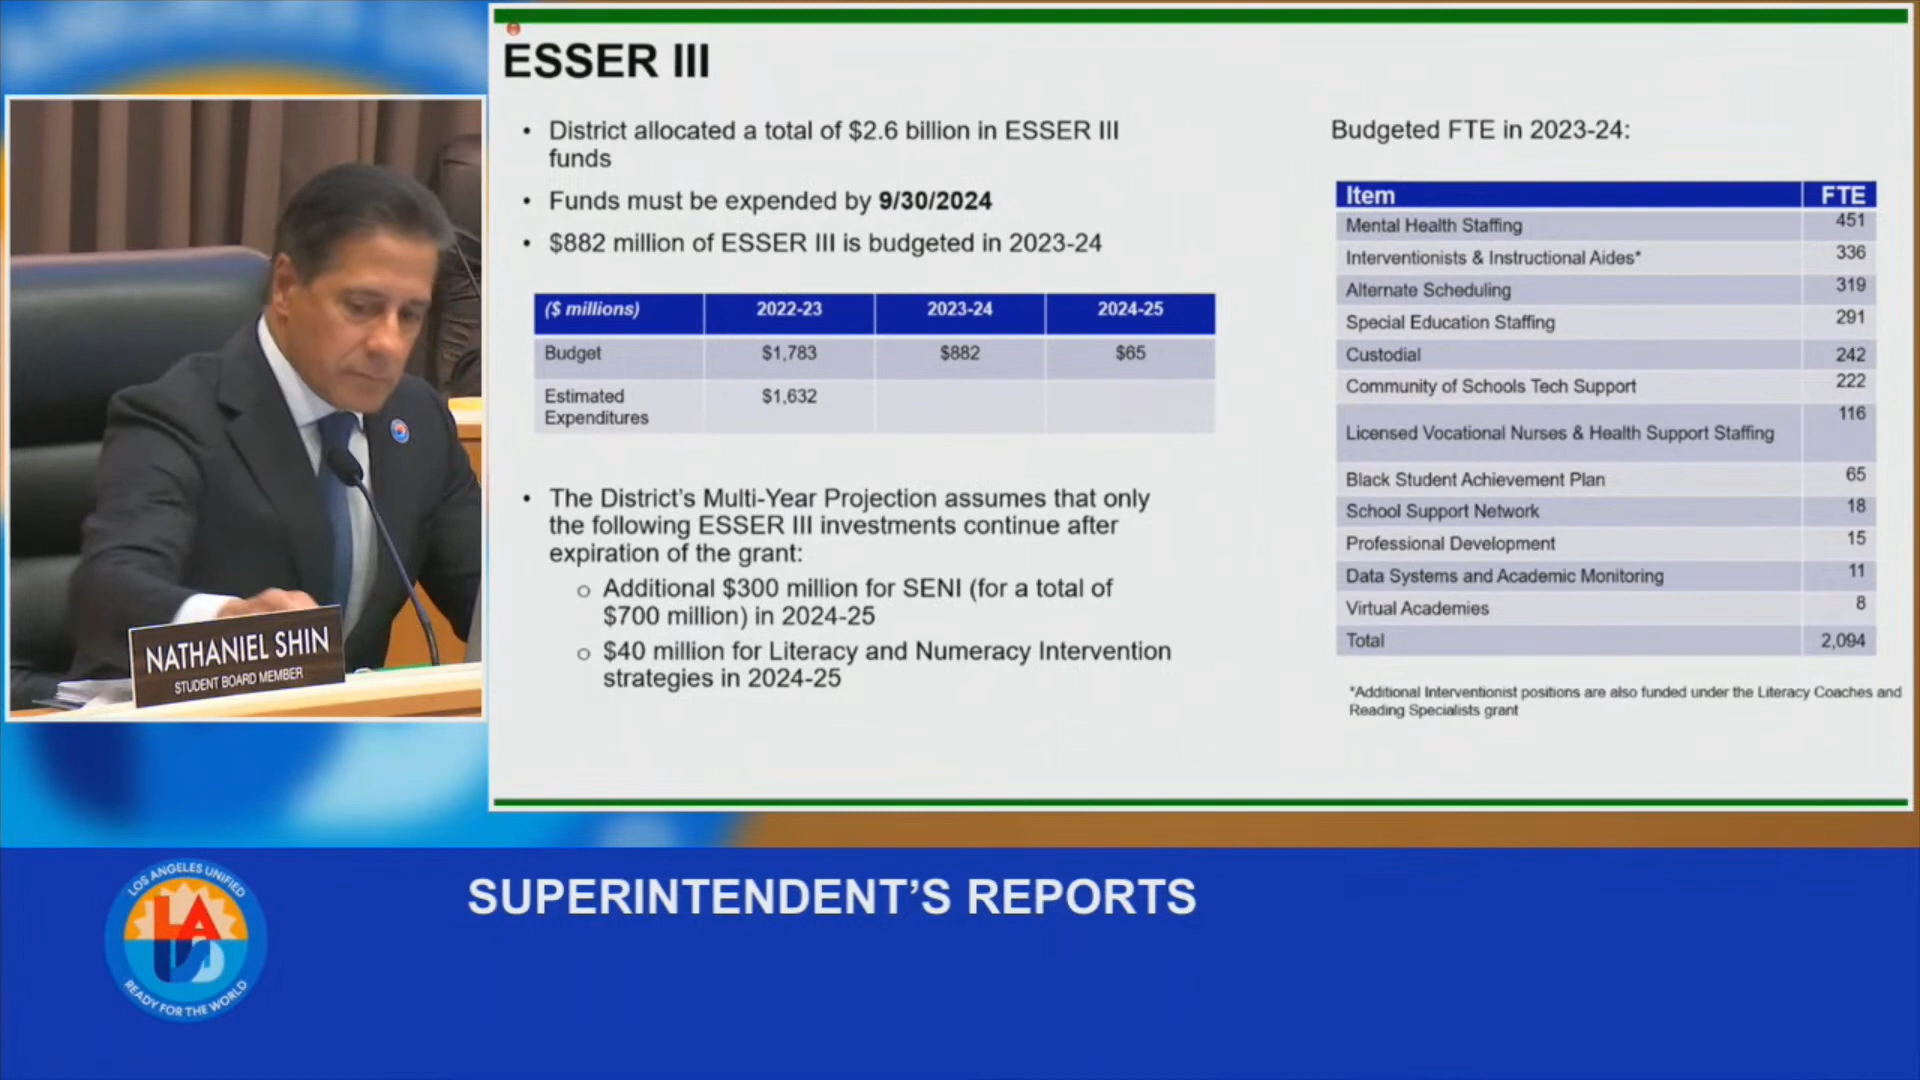 ESSER III
• District allocated a total of $2.6 billion in ESSER III
funds
• Funds must be expended by 9/30/2024
• $882 million of ESSER III is budgeted in 2023-24
($ millions) 2022-23 2023-24 2024-25
Budget $1,783 $882 $65
Estimated
Expenditures $1,632
• The District's Multi-Year Projection assumes that only
the following ESSER III investments continue after
expiration of the grant:
o Additional $300 million for SENI (for a total of
$700 million) in 2024-25
o $40 million for Literacy and Numeracy Intervention
strategies in 2024-25
Budgeted FTE in 2023-24:
Item FTE
Mental Health Staffing 451
Interventionists & Instructional Aides* 336
Alternate Scheduling 319
Special Education Staffing 291
Custodial 242
Community of Schools Tech Support 222
Licensed Vocational Nurses & Health Support Staffing 116
Black Student Achievement Plan 65
School Support Network 18
Professional Development 15
Data Systems and Academic Monitoring 11
Virtual Academies 8
Total 2,094
*Additional Interventionist positions are also funded under the Literacy Coaches and
Reading Specialists grant
NATHANIEL SHIN
STUDENT BOARD MEMBER
SUPERINTENDENT'S REPORTS
LOS ANGELES UNIFIED
LA
US
READY FOR THE WORLD